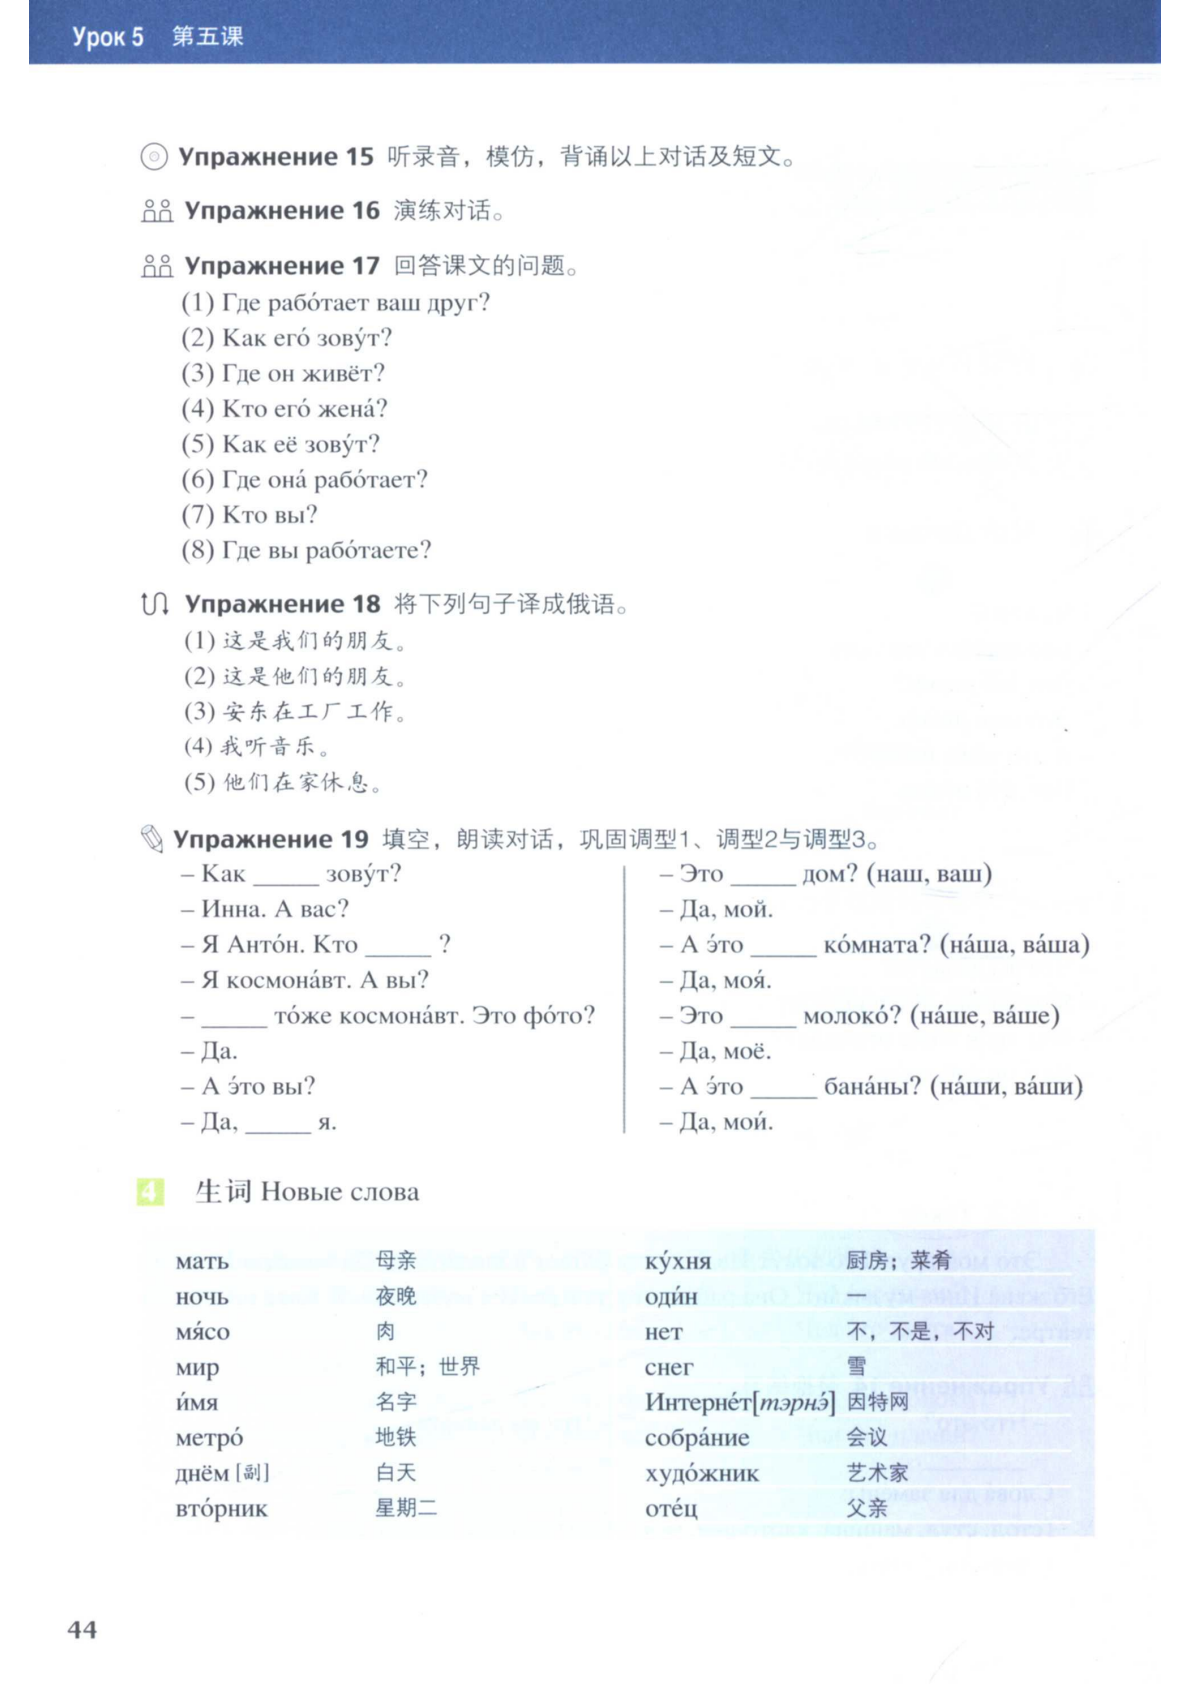 Урок 5 第五课
Упражнение 15 听录音，模仿，背诵以上对话及短文。
Упражнение 16 演练对话。
Упражнение 17 回答课文的问题。
(1) Где рабо́тает ваш друг?
(2) Как его́ зову́т?
(3) Где он живёт?
(4) Кто его́ жена́?
(5) Как её зову́т?
(6) Где она́ рабо́тает?
(7) Кто вы?
(8) Где вы рабо́таете?
Упражнение 18 将下列句子译成俄语。
(1) 这是我们的朋友。
(2) 这是他们的朋友。
(3) 安东在工厂工作。
(4) 我听音乐。
(5) 他们在家休息。
Упражнение 19 填空，朗读对话，巩固调型1、调型2与调型3。
– Как _____ зову́т?
– Инна. А вас?
– Я Анто́н. Кто _____ ?
– Я космона́вт. А вы?
– _____ то́же космона́вт. Это фо́то?
– Да.
– А э́то вы?
– Да, _____ я.
– Это _____ дом? (наш, ваш)
– Да, мой.
– А э́то _____ ко́мната? (на́ша, ва́ша)
– Да, моя́.
– Это _____ молоко́? (на́ше, ва́ше)
– Да, моё.
– А э́то _____ бана́ны? (на́ши, ва́ши)
– Да, мои́.
4 生词 Новые слова
мать 母亲
ночь 夜晚
мя́со 肉
мир 和平；世界
и́мя 名字
метро́ 地铁
днём [副] 白天
вто́рник 星期二
ку́хня 厨房；菜肴
оди́н 一
нет 不，不是，不对
снег 雪
Интерне́т[тэрнэ́] 因特网
собра́ние 会议
худо́жник 艺术家
оте́ц 父亲
44